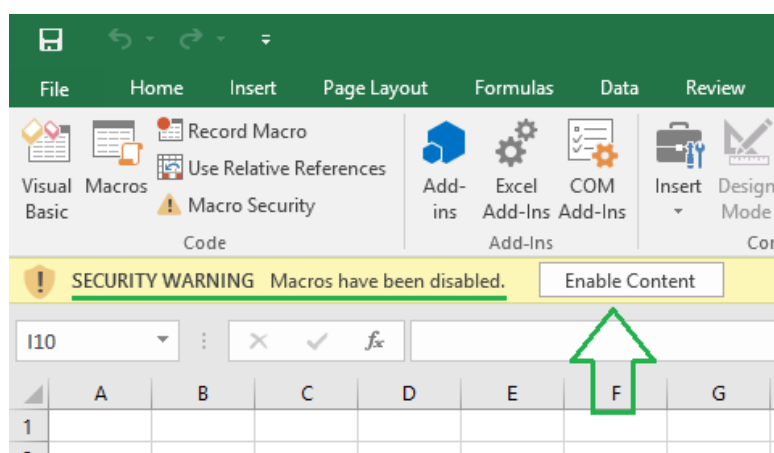 File Home Insert Page Layout Formulas Data Review
Record Macro
Use Relative References
Macro Security
Visual Basic
Macros
Code
Add-ins
Excel Add-Ins
COM Add-Ins
Add-Ins
Insert
Design Mode
SECURITY WARNING Macros have been disabled. Enable Content
I10 fx
A B C D E F G
1